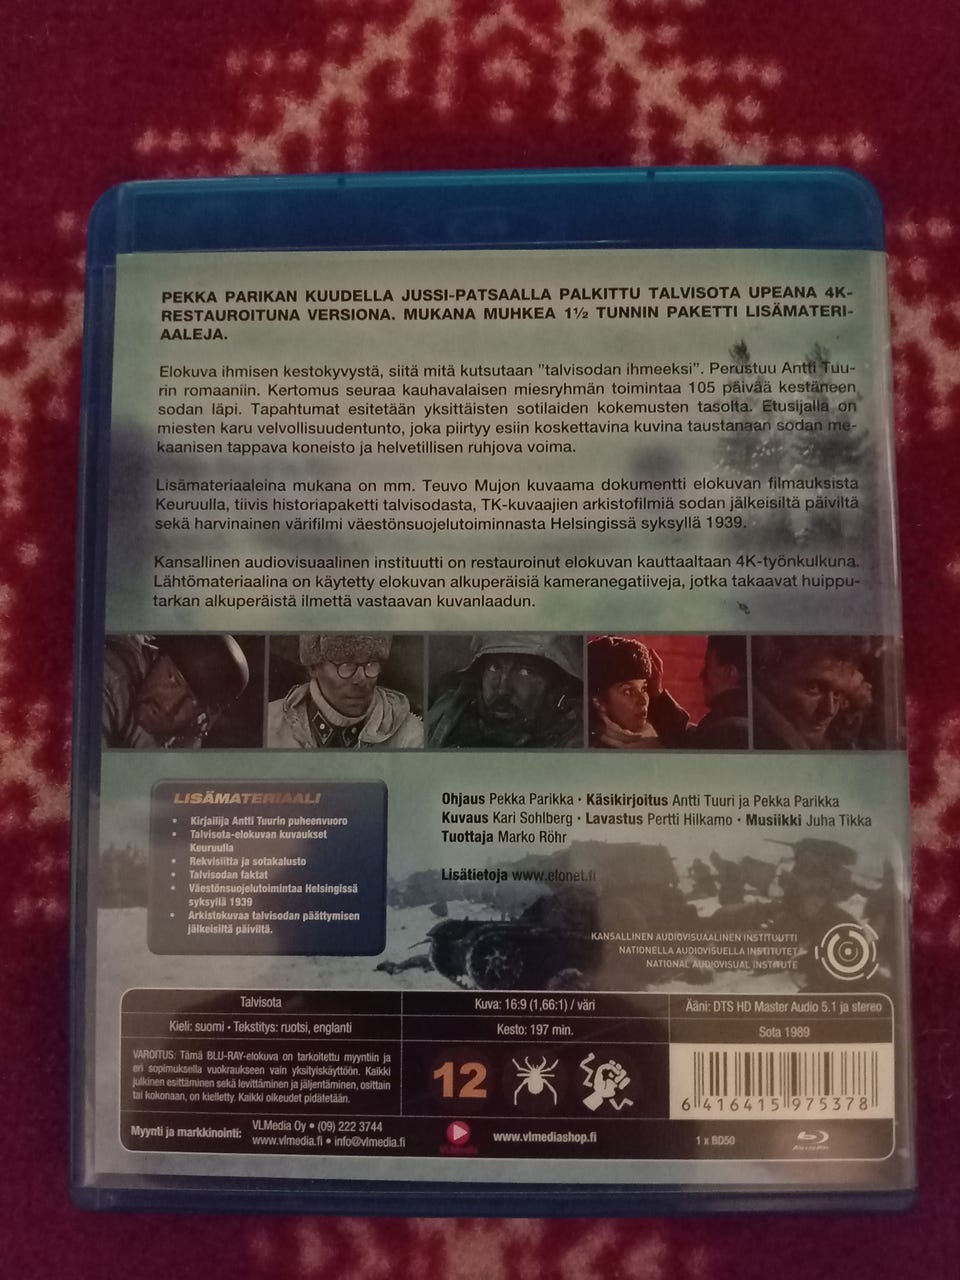 PEKKA PARIKAN KUUDELLA JUSSI-PATSAALLA PALKITTU TALVISOTA UPEANA 4K-
RESTAUROITUNA VERSIONA. MUKANA MUHKEA 1½ TUNNIN PAKETTI LISÄMATERI-
AALEJA.
Elokuva ihmisen kestokyvystä, siitä mitä kutsutaan ”talvisodan ihmeeksi”. Perustuu Antti Tuu-
rin romaaniin. Kertomus seuraa kauhavalaisen miesryhmän toimintaa 105 päivää kestäneen
sodan läpi. Tapahtumat esitetään yksittäisten sotilaiden kokemusten tasolta. Etusijalla on
miesten karu velvollisuudentunto, joka piirtyy esiin koskettavina kuvina taustanaan sodan me-
kaanisen tappava koneisto ja helvetillisen ruhjova voima.
Lisämateriaaleina mukana on mm. Teuvo Mujon kuvaama dokumentti elokuvan filmauksista
Keuruulla, tiivis historiapaketti talvisodasta, TK-kuvaajien arkistofilmiä sodan jälkeisiltä päiviltä
sekä harvinainen värifilmi väestönsuojelutoiminnasta Helsingissä syksyllä 1939.
Kansallinen audiovisuaalinen instituutti on restauroinut elokuvan kauttaaltaan 4K-työnkulkuna.
Lähtömateriaalina on käytetty elokuvan alkuperäisiä kameranegatiiveja, jotka takaavat huippu-
tarkan alkuperäistä ilmettä vastaavan kuvanlaadun.
LISÄMATERIAALI
• Kirjailija Antti Tuurin puheenvuoro
• Talvisota-elokuvan kuvaukset
Keuruulla
• Rekvisiitta ja sotakalusto
• Talvisodan faktat
• Väestönsuojelutoimintaa Helsingissä
syksyllä 1939
• Arkistokuvaa talvisodan päättymisen
jälkeisiltä päiviltä.
Ohjaus Pekka Parikka • Käsikirjoitus Antti Tuuri ja Pekka Parikka
Kuvaus Kari Sohlberg • Lavastus Pertti Hilkamo • Musiikki Juha Tikka
Tuottaja Marko Röhr
Lisätietoja www.elonet.fi
KANSALLINEN AUDIOVISUAALINEN INSTITUUTTI
NATIONELLA AUDIOVISUELLA INSTITUTET
NATIONAL AUDIOVISUAL INSTITUTE
Talvisota
Kieli: suomi • Tekstitys: ruotsi, englanti
Kuva: 16:9 (1,66:1) / väri
Kesto: 197 min.
Ääni: DTS HD Master Audio 5.1 ja stereo
Sota 1989
VAROITUS: Tämä BLU-RAY-elokuva on tarkoitettu myyntiin ja
eri sopimuksella vuokraukseen vain yksityiskäyttöön. Kaikki
julkinen esittäminen sekä levittäminen ja jäljentäminen, osittain
tai kokonaan, on kielletty. Kaikki oikeudet pidätetään.
12
6 416415 975378
Myynti ja markkinointi:
VLMedia Oy • (09) 222 3744
www.vlmedia.fi • info@vlmedia.fi
VLMedia
www.vlmediashop.fi
1 x BD50
Blu-ray Disc